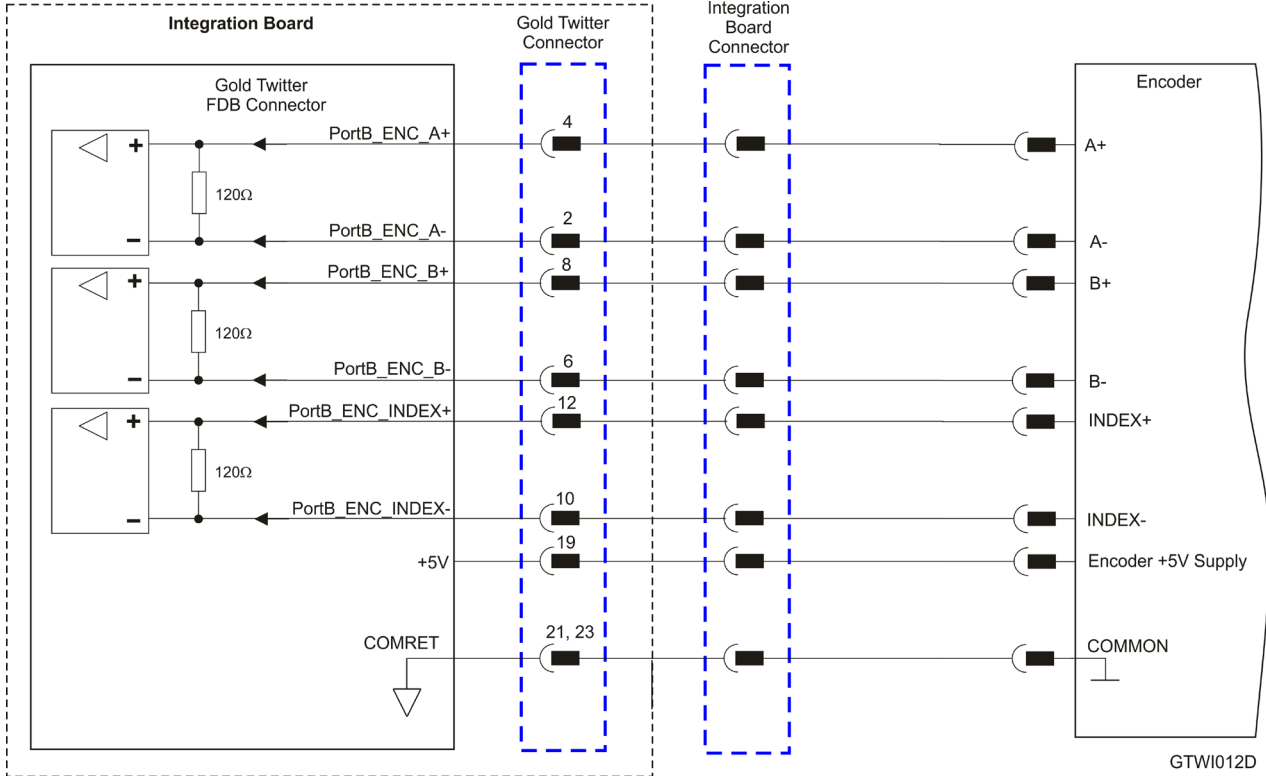 Integration Board
Gold Twitter
Connector
Integration
Board
Connector
Gold Twitter
FDB Connector
Encoder
+
120Ω
−
PortB_ENC_A+
4
A+
PortB_ENC_A-
2
A-
+
120Ω
−
PortB_ENC_B+
8
B+
PortB_ENC_B-
6
B-
+
120Ω
−
PortB_ENC_INDEX+
12
INDEX+
PortB_ENC_INDEX-
10
INDEX-
+5V
19
Encoder +5V Supply
COMRET
21, 23
COMMON
GTWI012D